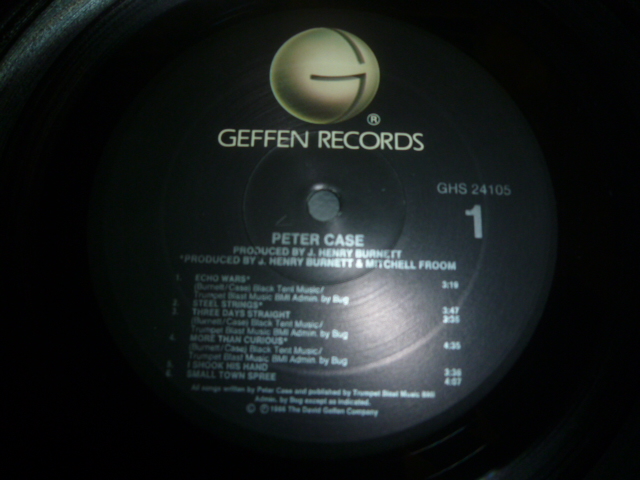 G
®
GEFFEN RECORDS
GHS 24105
1
PETER CASE
PRODUCED BY J. HENRY BURNETT
*PRODUCED BY J. HENRY BURNETT & MITCHELL FROOM
1. ECHO WARS* 3:19
(Burnett/Case) Black Tent Music/
Trumpet Blast Music BMI Admin. by Bug
2. STEEL STRINGS* 3:47
3. THREE DAYS STRAIGHT 2:35
(Burnett/Case) Black Tent Music/
Trumpet Blast Music BMI Admin. by Bug
4. MORE THAN CURIOUS* 4:35
(Burnett/Case) Black Tent Music/
Trumpet Blast Music BMI Admin. by Bug
5. I SHOOK HIS HAND 3:36
6. SMALL TOWN SPREE 4:07
All songs written by Peter Case and published by Trumpet Blast Music BMI
Admin. by Bug except as indicated.
© ℗ 1986 The David Geffen Company